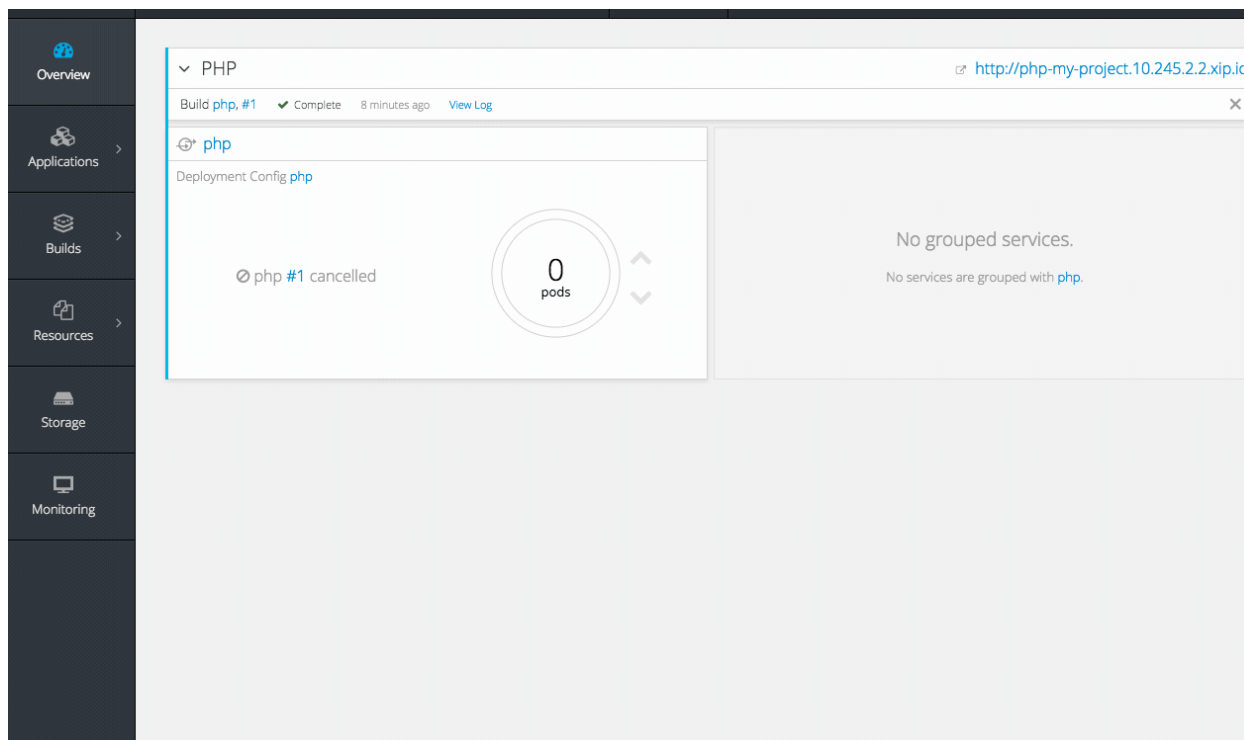 Overview
Applications
Builds
Resources
Storage
Monitoring
PHP
http://php-my-project.10.245.2.2.xip.io
Build php, #1 Complete 8 minutes ago View Log
php
Deployment Config php
php #1 cancelled
0
pods
No grouped services.
No services are grouped with php.